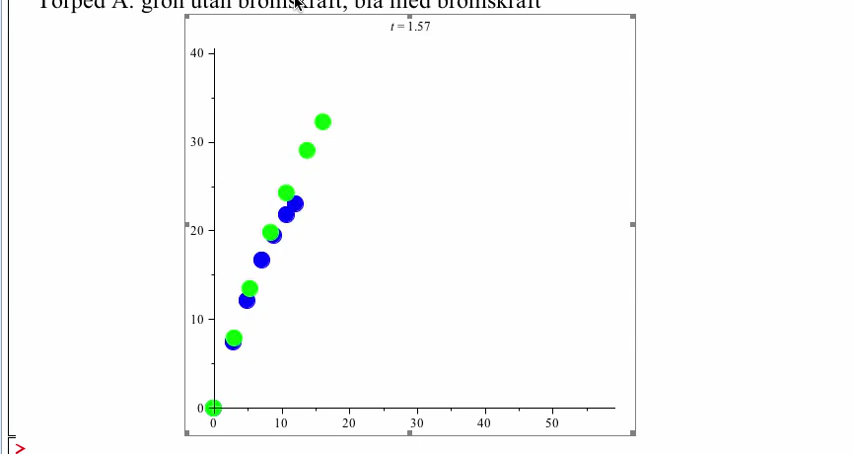 Torped A: grön utan bromskraft, blå med bromskraft
t = 1.57
40
30
20
10
0
0 10 20 30 40 50
>